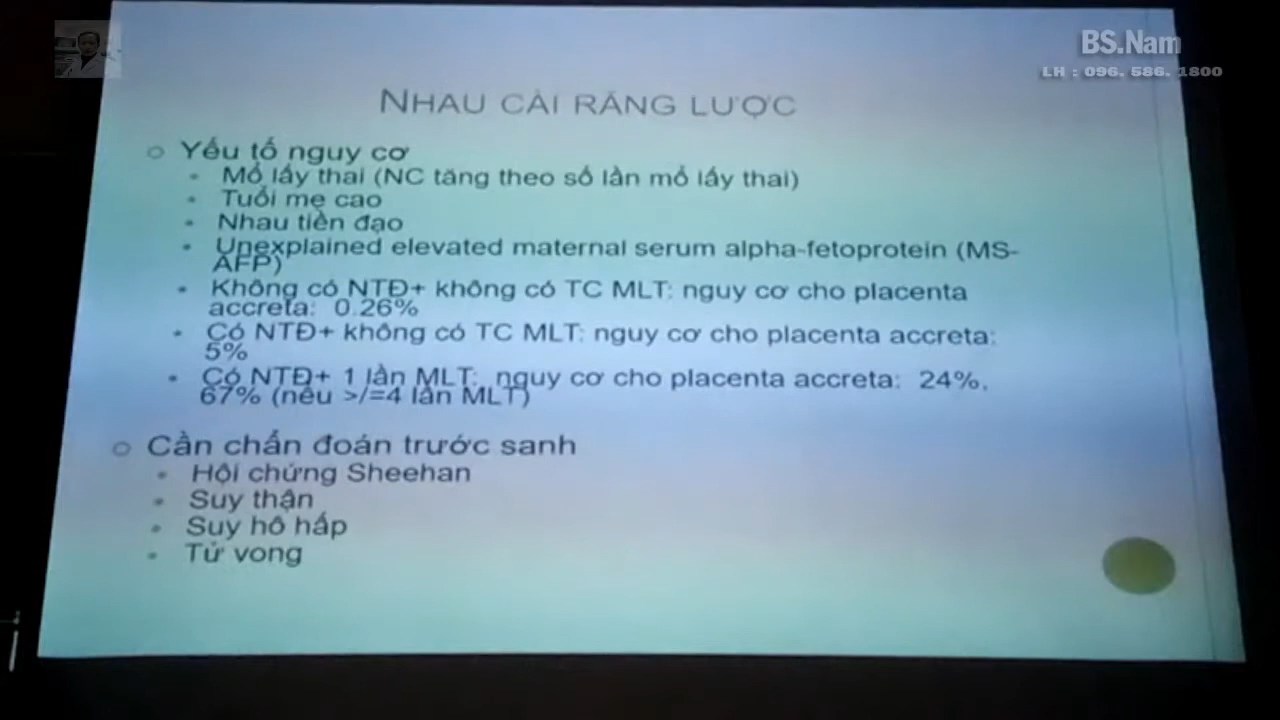 BS.Nam
LH : 096. 586. 1800
NHAU CÀI RĂNG LƯỢC
Yếu tố nguy cơ
Mổ lấy thai (NC tăng theo số lần mổ lấy thai)
Tuổi mẹ cao
Nhau tiền đạo
Unexplained elevated maternal serum alpha-fetoprotein (MS-
AFP)
Không có NTĐ+ không có TC MLT: nguy cơ cho placenta
accreta: 0.26%
Có NTĐ+ không có TC MLT: nguy cơ cho placenta accreta:
5%
Có NTĐ+ 1 lần MLT: nguy cơ cho placenta accreta: 24%,
67% (nếu >/=4 lần MLT)
Cần chẩn đoán trước sanh
Hội chứng Sheehan
Suy thận
Suy hô hấp
Tử vong